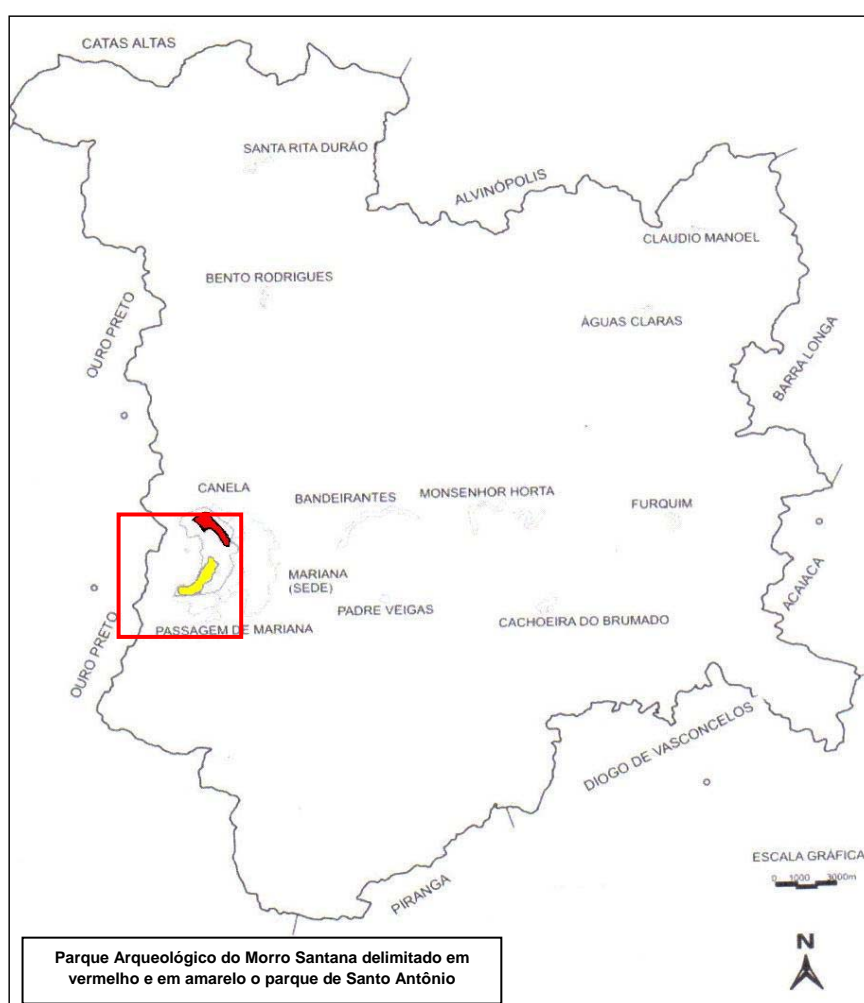 CATAS ALTAS
SANTA RITA DURÃO
ALVINÓPOLIS
CLAUDIO MANOEL
BENTO RODRIGUES
OURO PRETO
ÁGUAS CLARAS
BARRA LONGA
CANELA
BANDEIRANTES
MONSENHOR HORTA
FURQUIM
MARIANA
(SEDE)
ACAIACA
PADRE VEIGAS
CACHOEIRA DO BRUMADO
PASSAGEM DE MARIANA
OURO PRETO
DIOGO DE VASCONCELOS
PIRANGA
ESCALA GRÁFICA
0 1000 3000m
N
Parque Arqueológico do Morro Santana delimitado em
vermelho e em amarelo o parque de Santo Antônio